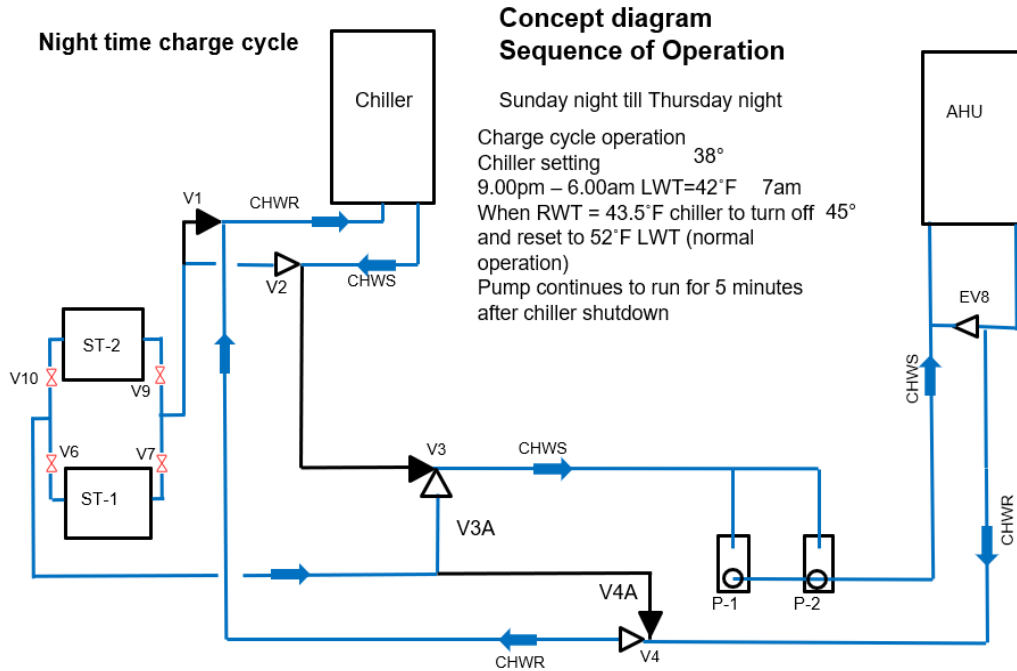 Night time charge cycle
Concept diagram
Sequence of Operation
Sunday night till Thursday night
Charge cycle operation
Chiller setting 38°
9.00pm – 6.00am LWT=42˚F 7am
When RWT = 43.5˚F chiller to turn off 45°
and reset to 52˚F LWT (normal
operation)
Pump continues to run for 5 minutes
after chiller shutdown
Chiller
AHU
V1
CHWR
V2
CHWS
EV8
ST-2
V10
V9
CHWS
V6
V7
ST-1
V3
CHWS
V3A
CHWR
V4A
P-1
P-2
CHWR
V4